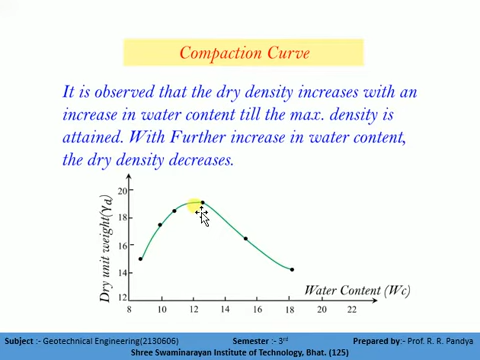 Compaction Curve
It is observed that the dry density increases with an
increase in water content till the max. density is
attained. With Further increase in water content,
the dry density decreases.
Dry unit weight(γd)
20
18
16
14
12
8
10
12
14
16
18
20
22
Water Content (Wc)
Subject :- Geotechnical Engineering(2130606) Semester :- 3rd Prepared by:- Prof. R. R. Pandya
Shree Swaminarayan Institute of Technology, Bhat. (125)